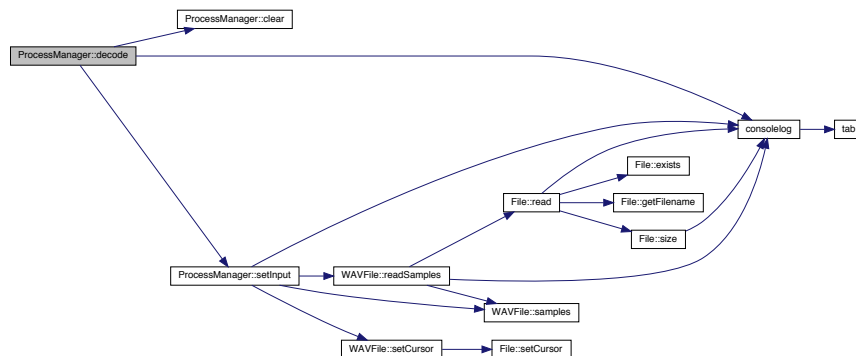 ProcessManager::clear
ProcessManager::decode
consolelog
tab
File::exists
File::read
File::getFilename
File::size
ProcessManager::setInput
WAVFile::readSamples
WAVFile::samples
WAVFile::setCursor
File::setCursor